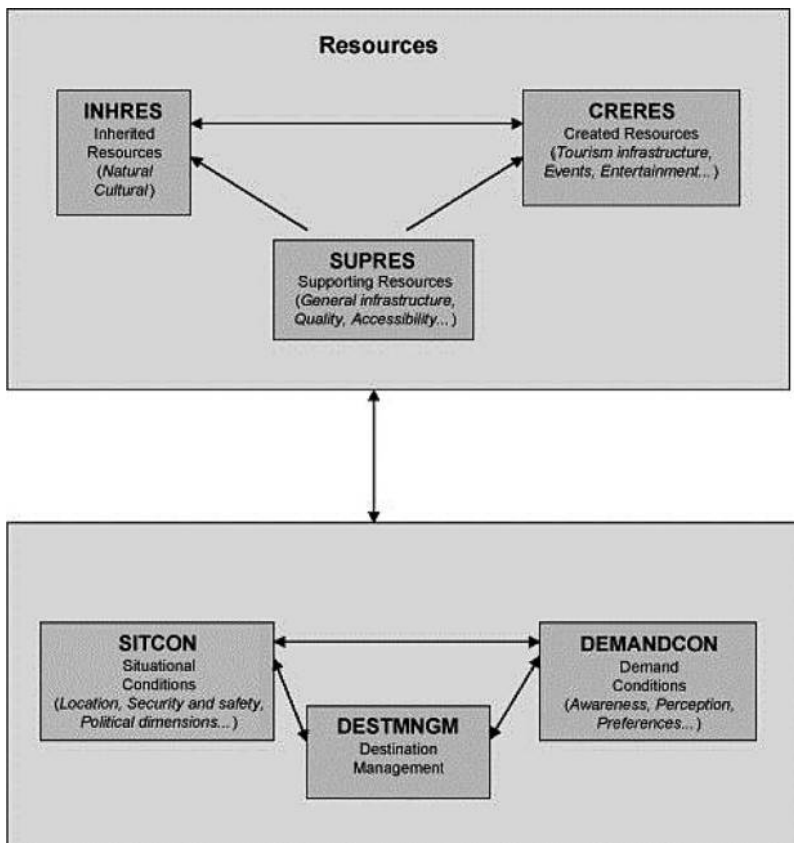 Resources
INHRES
Inherited
Resources
(Natural
Cultural)
CRERES
Created Resources
(Tourism infrastructure,
Events, Entertainment...)
SUPRES
Supporting Resources
(General infrastructure,
Quality, Accessibility...)
SITCON
Situational
Conditions
(Location, Security and safety,
Political dimensions...)
DEMANDCON
Demand
Conditions
(Awareness, Perception,
Preferences...)
DESTMNGM
Destination
Management